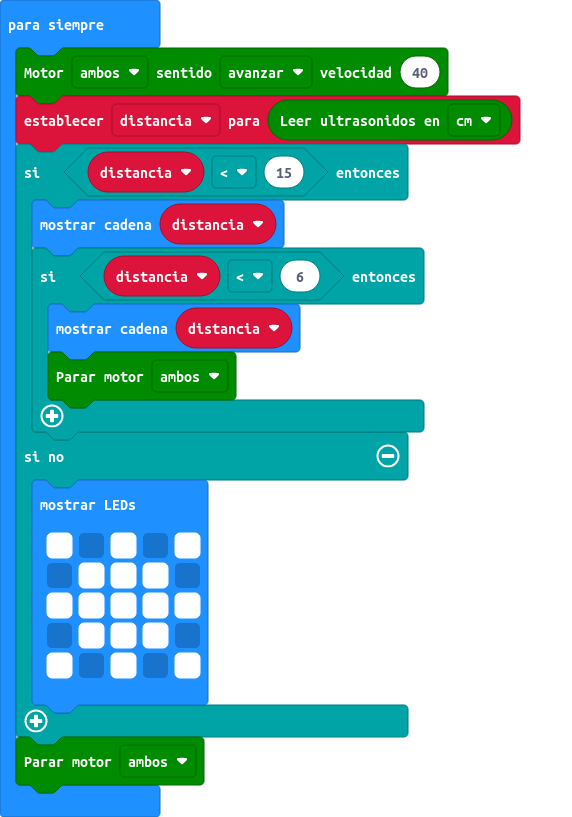 para siempre
Motor ambos sentido avanzar velocidad 40
establecer distancia para Leer ultrasonidos en cm
si distancia < 15 entonces
mostrar cadena distancia
si distancia < 6 entonces
mostrar cadena distancia
Parar motor ambos
si no
mostrar LEDs
Parar motor ambos